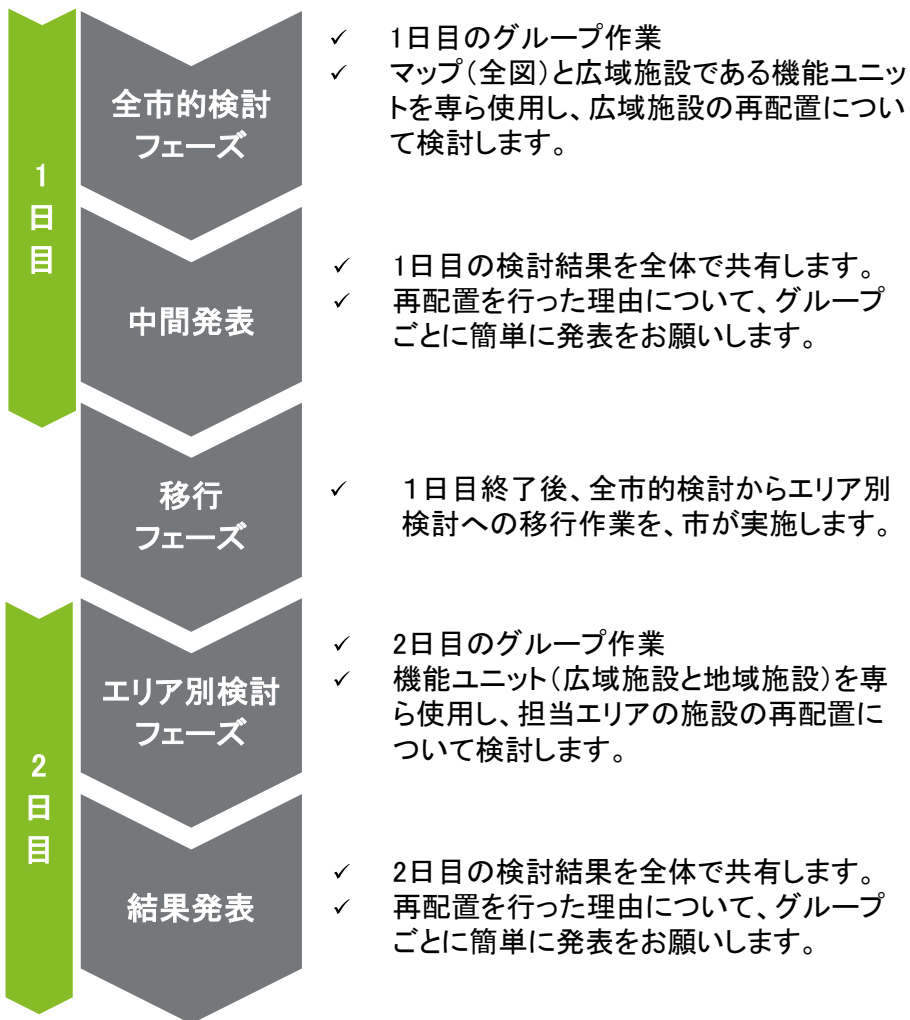 1日目
全市的検討
フェーズ
✓ 1日目のグループ作業
✓ マップ（全図）と広域施設である機能ユニッ
トを専ら使用し、広域施設の再配置につい
て検討します。
中間発表
✓ 1日目の検討結果を全体で共有します。
✓ 再配置を行った理由について、グループ
ごとに簡単に発表をお願いします。
移行
フェーズ
✓ １日目終了後、全市的検討からエリア別
検討への移行作業を、市が実施します。
2日目
エリア別検討
フェーズ
✓ 2日目のグループ作業
✓ 機能ユニット（広域施設と地域施設）を専
ら使用し、担当エリアの施設の再配置に
ついて検討します。
結果発表
✓ 2日目の検討結果を全体で共有します。
✓ 再配置を行った理由について、グループ
ごとに簡単に発表をお願いします。